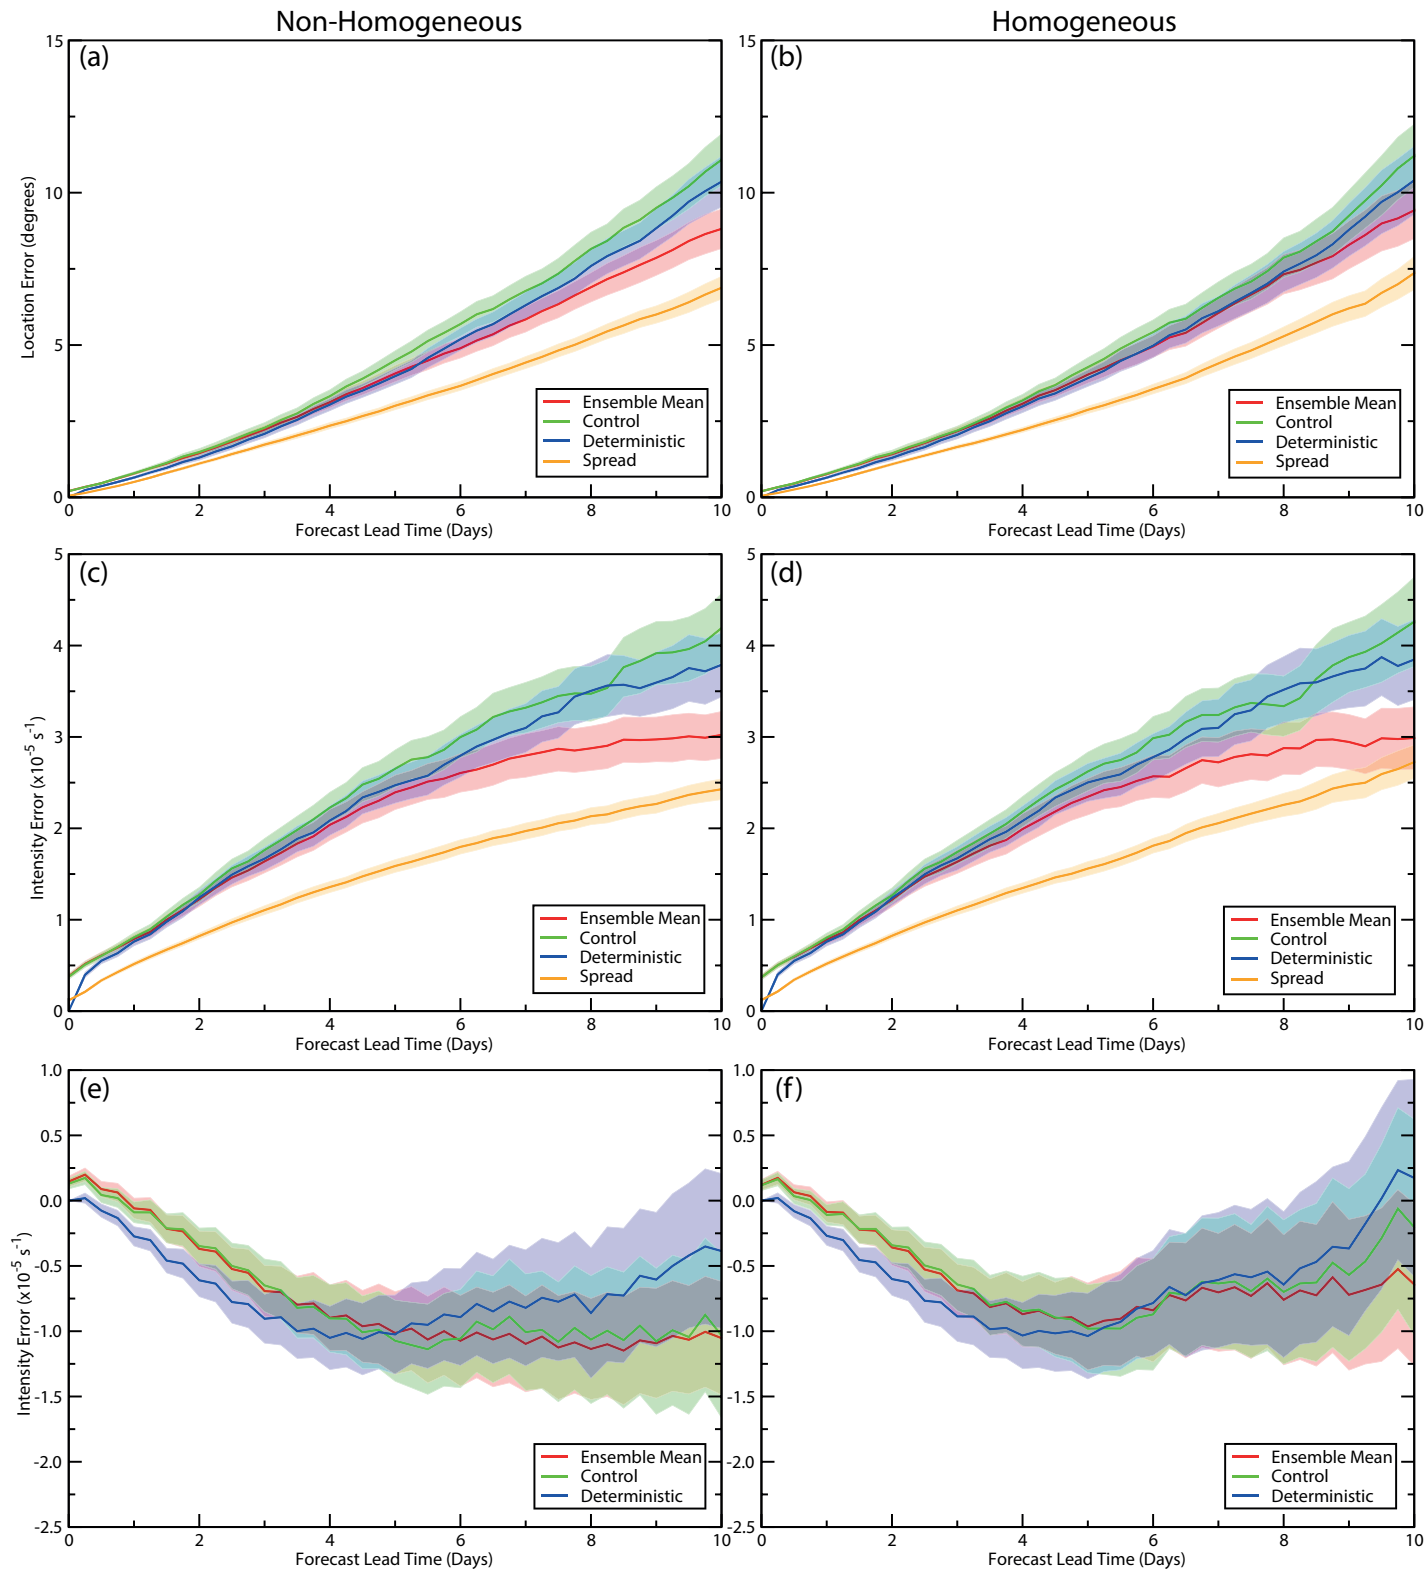 Non-Homogeneous
Homogeneous
(a)
15
10
5
0
Location Error (degrees)
Ensemble Mean
Control
Deterministic
Spread
0 2 4 6 8 10
Forecast Lead Time (Days)
(b)
15
10
5
0
Ensemble Mean
Control
Deterministic
Spread
0 2 4 6 8 10
Forecast Lead Time (Days)
(c)
5
4
3
2
1
0
Intensity Error (x10⁻⁵ s⁻¹)
Ensemble Mean
Control
Deterministic
Spread
0 2 4 6 8 10
Forecast Lead Time (Days)
(d)
5
4
3
2
1
0
Ensemble Mean
Control
Deterministic
Spread
0 2 4 6 8 10
Forecast Lead Time (Days)
(e)
1.0
0.5
0.0
-0.5
-1.0
-1.5
-2.0
-2.5
Intensity Error (x10⁻⁵ s⁻¹)
Ensemble Mean
Control
Deterministic
0 2 4 6 8 10
Forecast Lead Time (Days)
(f)
1.0
0.5
0.0
-0.5
-1.0
-1.5
-2.0
-2.5
Ensemble Mean
Control
Deterministic
0 2 4 6 8 10
Forecast Lead Time (Days)